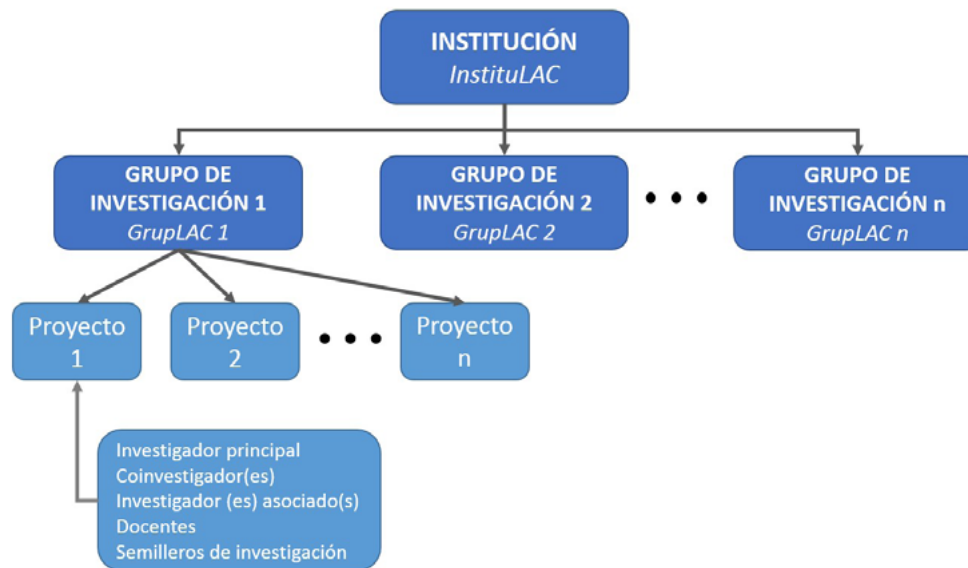 INSTITUCIÓN
InstituLAC
GRUPO DE
INVESTIGACIÓN 1
GrupLAC 1
GRUPO DE
INVESTIGACIÓN 2
GrupLAC 2
GRUPO DE
INVESTIGACIÓN n
GrupLAC n
Proyecto
1
Proyecto
2
Proyecto
n
Investigador principal
Coinvestigador(es)
Investigador (es) asociado(s)
Docentes
Semilleros de investigación